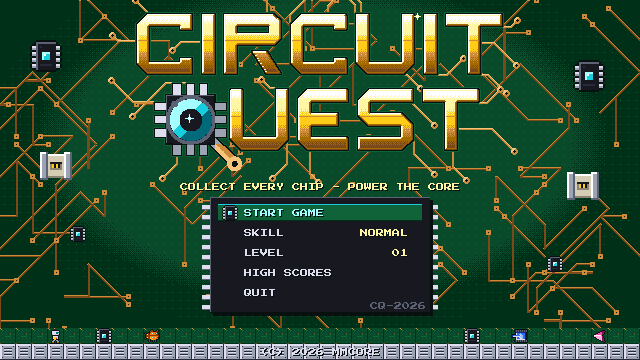 CIRCUIT
QUEST
COLLECT EVERY CHIP - POWER THE CORE
START GAME
SKILL NORMAL
LEVEL 01
HIGH SCORES
QUIT
CQ-2026
(C) 2026 MMCORE